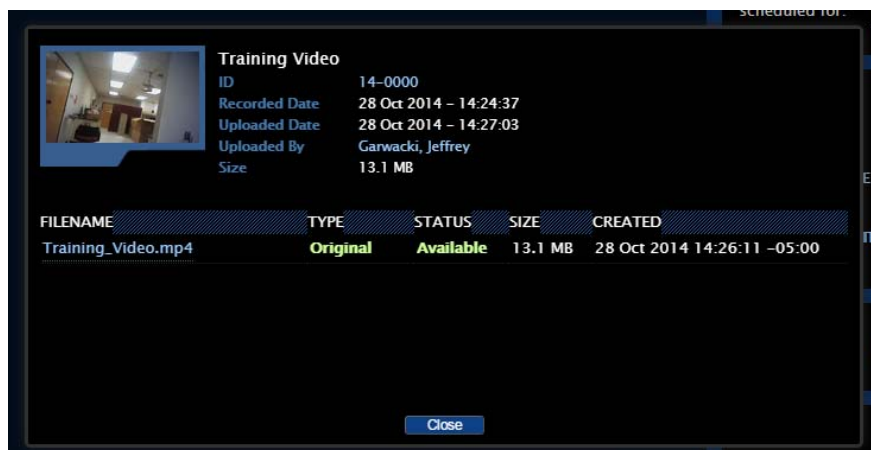 scheduled for:
Training Video
ID 14-0000
Recorded Date 28 Oct 2014 - 14:24:37
Uploaded Date 28 Oct 2014 - 14:27:03
Uploaded By Garwacki, Jeffrey
Size 13.1 MB
FILENAME TYPE STATUS SIZE CREATED
Training_Video.mp4 Original Available 13.1 MB 28 Oct 2014 14:26:11 -05:00
Close